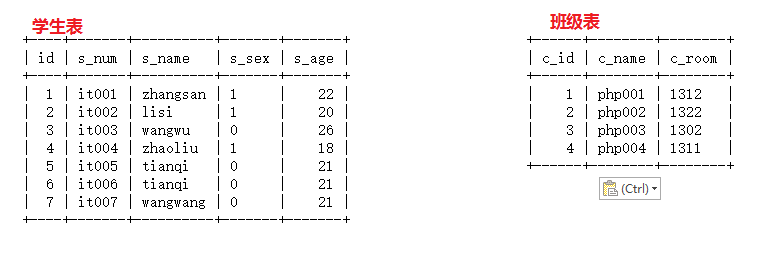 学生表
| id | s_num | s_name | s_sex | s_age |
| 1 | it001 | zhangsan | 1 | 22 |
| 2 | it002 | lisi | 1 | 20 |
| 3 | it003 | wangwu | 0 | 26 |
| 4 | it004 | zhaoliu | 1 | 18 |
| 5 | it005 | tianqi | 0 | 21 |
| 6 | it006 | tianqi | 0 | 21 |
| 7 | it007 | wangwang | 0 | 21 |
班级表
| c_id | c_name | c_room |
| 1 | php001 | 1312 |
| 2 | php002 | 1322 |
| 3 | php003 | 1302 |
| 4 | php004 | 1311 |
(Ctrl)